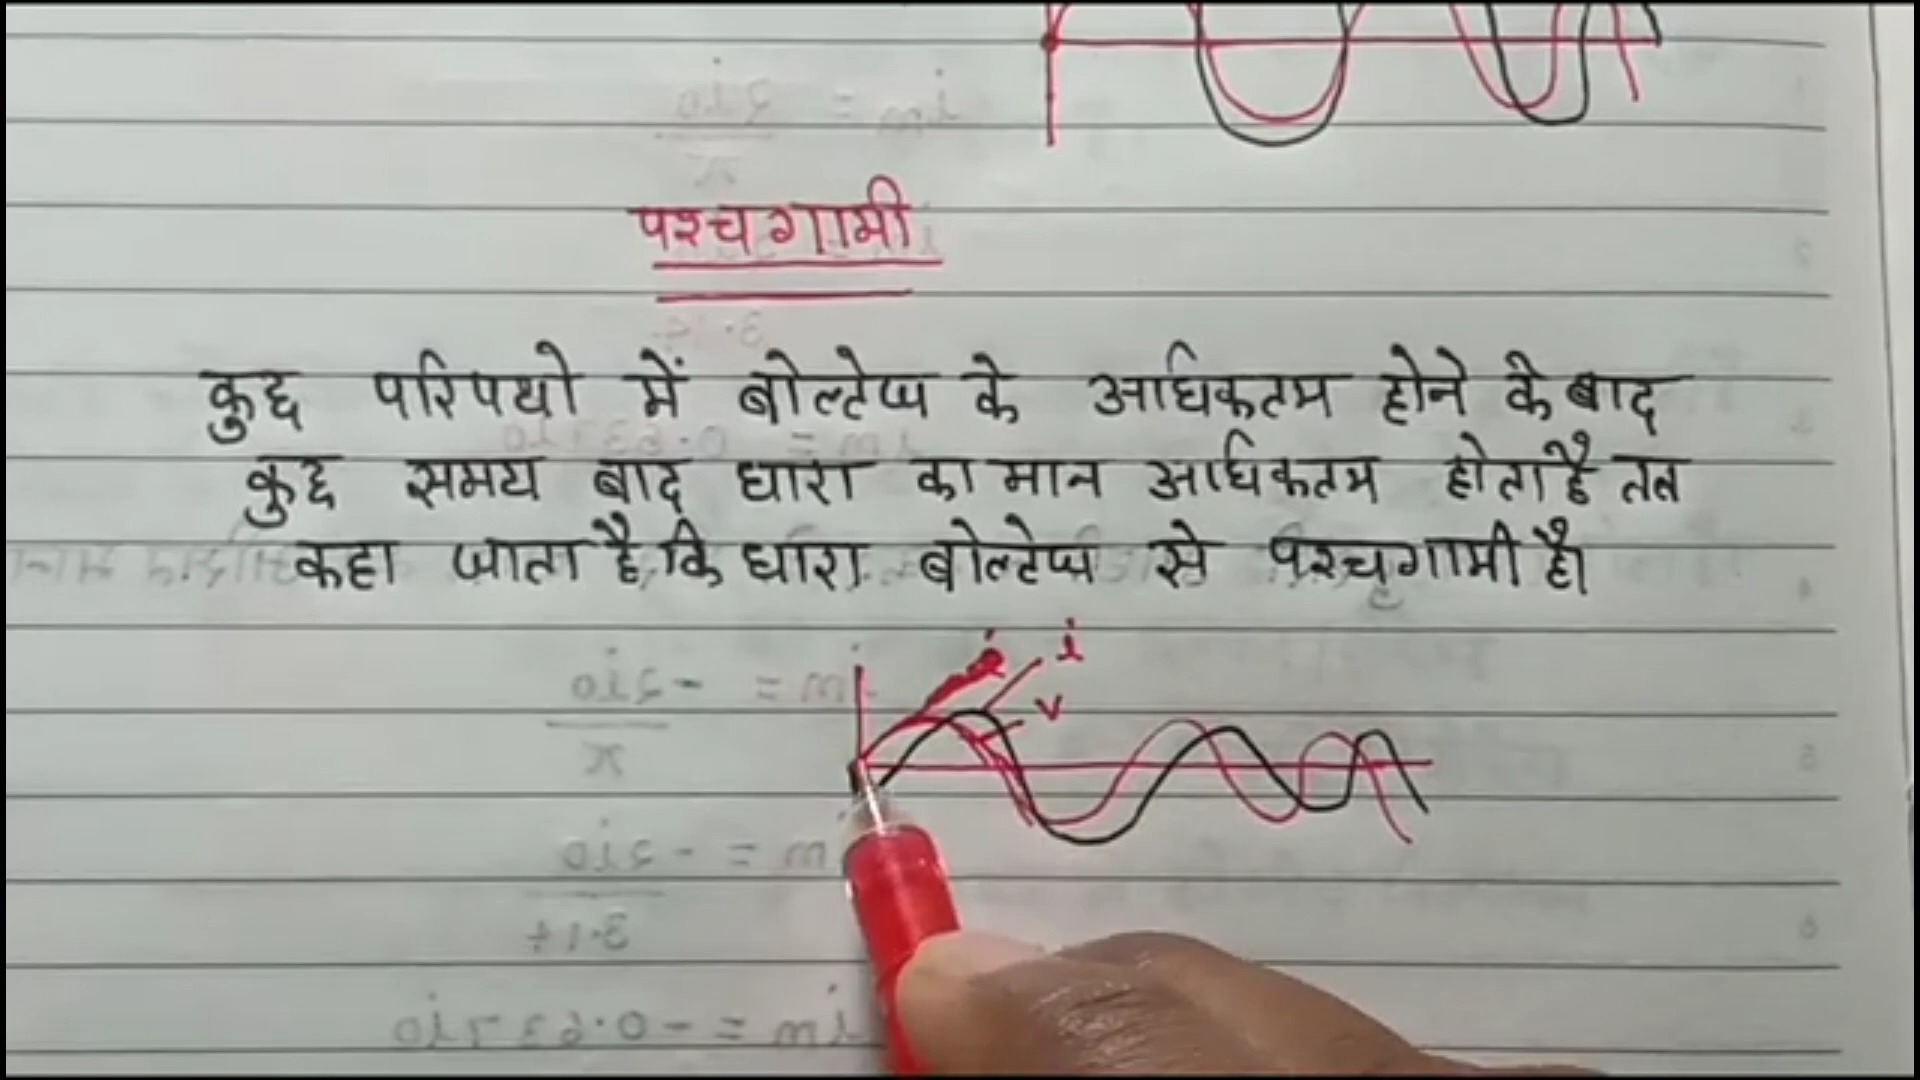 पश्चगामी
कुछ परिपथो में बोल्टेज के अधिकतम होने के बाद
कुछ समय बाद धारा का मान अधिकतम होता है तब
कहा जाता है कि धारा बोल्टेज से पश्चगामी है।
i
i
v